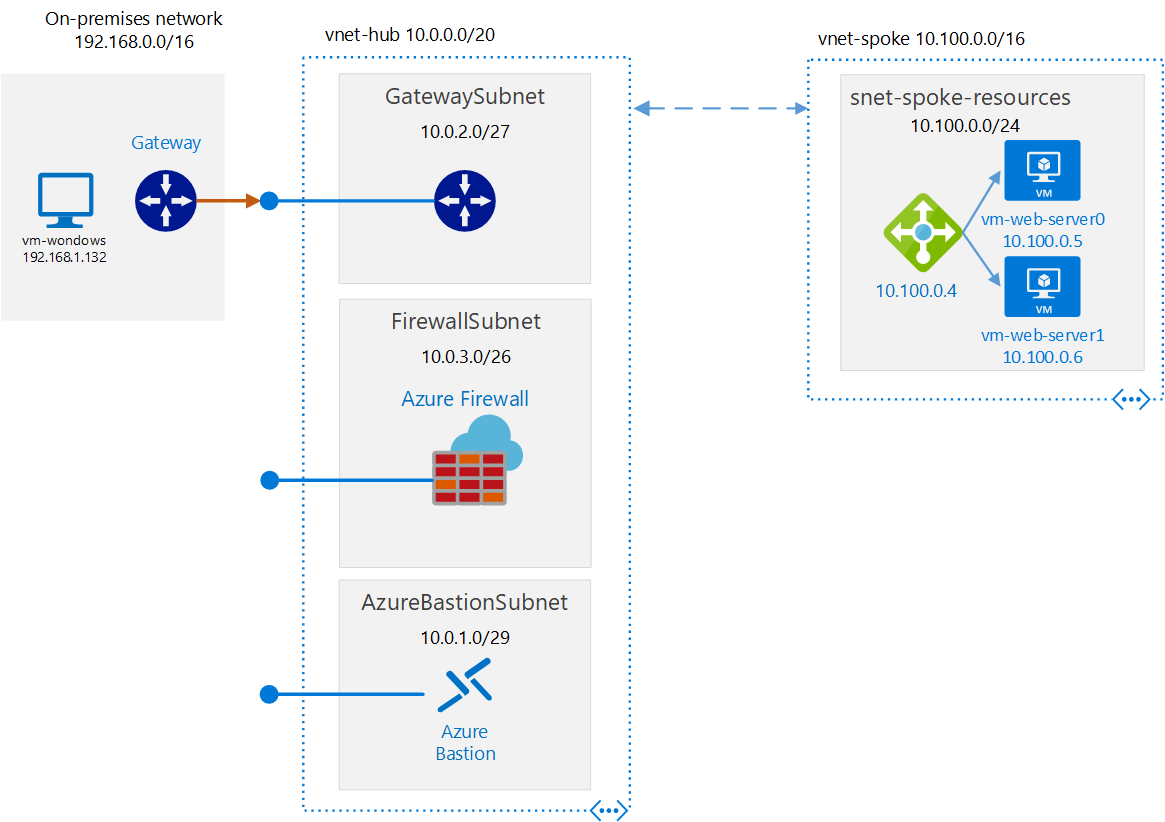 On-premises network
192.168.0.0/16
Gateway
vm-wondows
192.168.1.132
vnet-hub 10.0.0.0/20
GatewaySubnet
10.0.2.0/27
FirewallSubnet
10.0.3.0/26
Azure Firewall
AzureBastionSubnet
10.0.1.0/29
Azure
Bastion
vnet-spoke 10.100.0.0/16
snet-spoke-resources
10.100.0.0/24
10.100.0.4
VM
vm-web-server0
10.100.0.5
VM
vm-web-server1
10.100.0.6